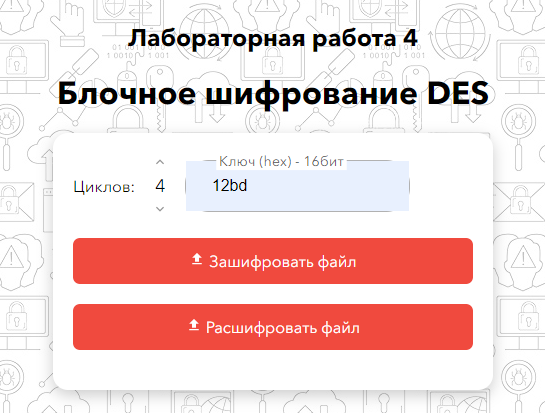 Лабораторная работа 4
Блочное шифрование DES
Ключ (hex) - 16бит
Циклов: 4 12bd
Зашифровать файл
Расшифровать файл